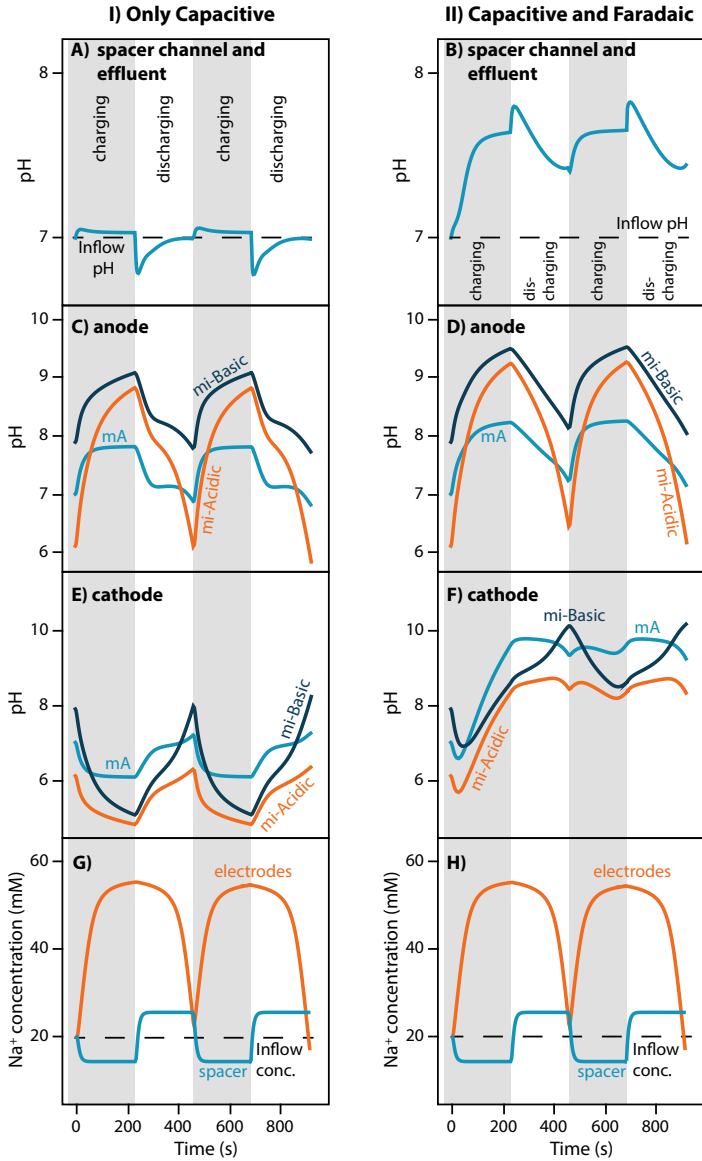 I) Only Capacitive
II) Capacitive and Faradaic
A) spacer channel and
effluent
8
7
pH
charging
discharging
charging
discharging
Inflow
pH
B) spacer channel and
effluent
8
7
pH
Inflow pH
charging
dis-
charging
charging
dis-
charging
C) anode
10
9
8
7
6
pH
mi-Basic
mA
mi-Acidic
D) anode
pH
mi-Basic
mA
mi-Acidic
E) cathode
10
8
6
pH
mA
mi-Basic
mi-Acidic
F) cathode
10
8
6
pH
mi-Basic
mA
mi-Acidic
G)
60
40
20
0
Na⁺ concentration (mM)
electrodes
spacer
Inflow
conc.
0
200
400
600
800
Time (s)
H)
60
40
20
0
Na⁺ concentration (mM)
electrodes
spacer
Inflow
conc.
0
200
400
600
800
Time (s)